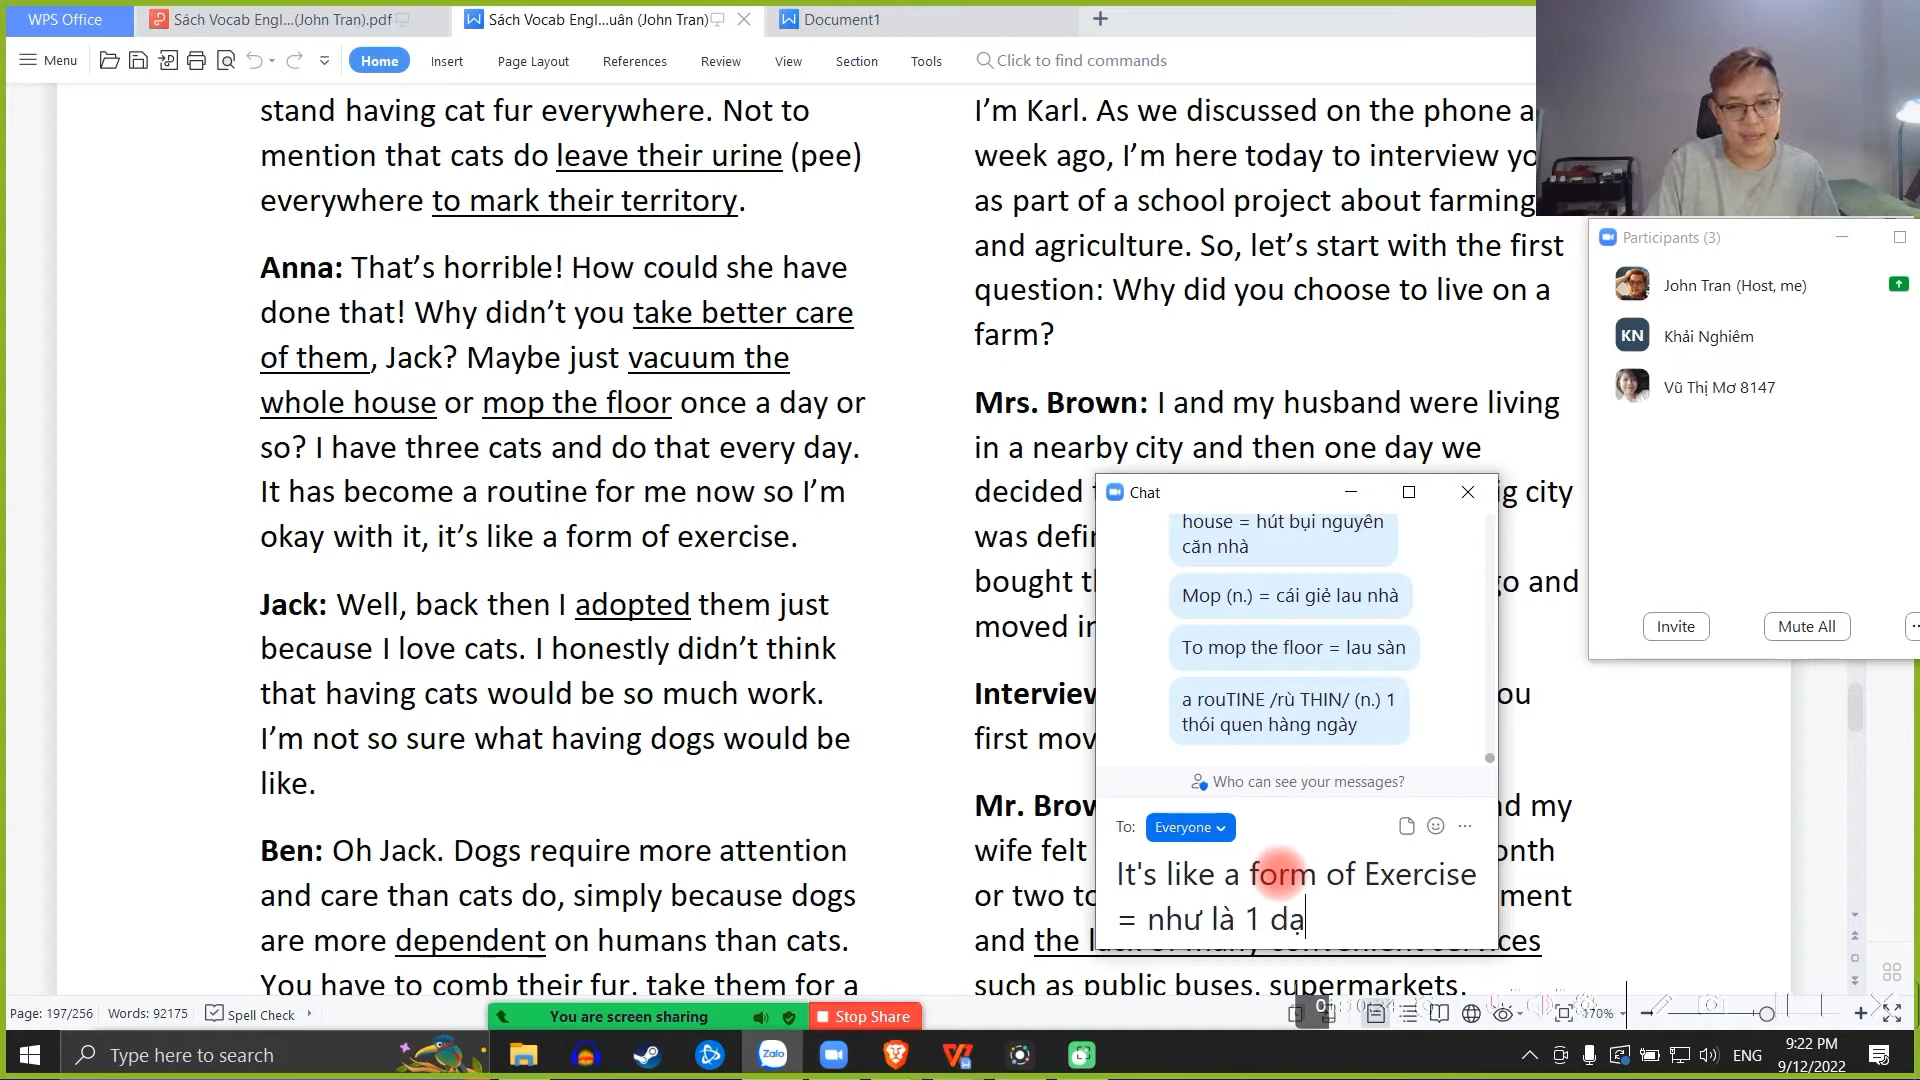 WPS Office
Sách Vocab Engl...(John Tran).pdf
Sách Vocab Engl...uân (John Tran)
Document1
Menu
Home
Insert
Page Layout
References
Review
View
Section
Tools
Click to find commands
stand having cat fur everywhere. Not to
mention that cats do leave their urine (pee)
everywhere to mark their territory.
Anna: That’s horrible! How could she have
done that! Why didn’t you take better care
of them, Jack? Maybe just vacuum the
whole house or mop the floor once a day or
so? I have three cats and do that every day.
It has become a routine for me now so I’m
okay with it, it’s like a form of exercise.
Jack: Well, back then I adopted them just
because I love cats. I honestly didn’t think
that having cats would be so much work.
I’m not so sure what having dogs would be
like.
Ben: Oh Jack. Dogs require more attention
and care than cats do, simply because dogs
are more dependent on humans than cats.
You have to comb their fur, take them for a
I’m Karl. As we discussed on the phone a
week ago, I’m here today to interview yo
as part of a school project about farming
and agriculture. So, let’s start with the first
question: Why did you choose to live on a
farm?
Mrs. Brown: I and my husband were living
in a nearby city and then one day we
decided
ig city
was defin
bought th
go and
moved in
Interview
ou
first mov
Mr. Brow
nd my
wife felt
onth
or two to
ment
and the lack of many convenient services
such as public buses, supermarkets.
Participants (3)
John Tran (Host, me)
KN
Khải Nghiêm
Vũ Thị Mơ 8147
Invite
Mute All
Chat
house = hút bụi nguyên
căn nhà
Mop (n.) = cái giẻ lau nhà
To mop the floor = lau sàn
a rouTINE /rù THIN/ (n.) 1
thói quen hàng ngày
Who can see your messages?
To:
Everyone
It's like a form of Exercise
= như là 1 dạ
Page: 197/256
Words: 92175
Spell Check
You are screen sharing
Stop Share
170%
Type here to search
Zalo
ENG
9:22 PM
9/12/2022